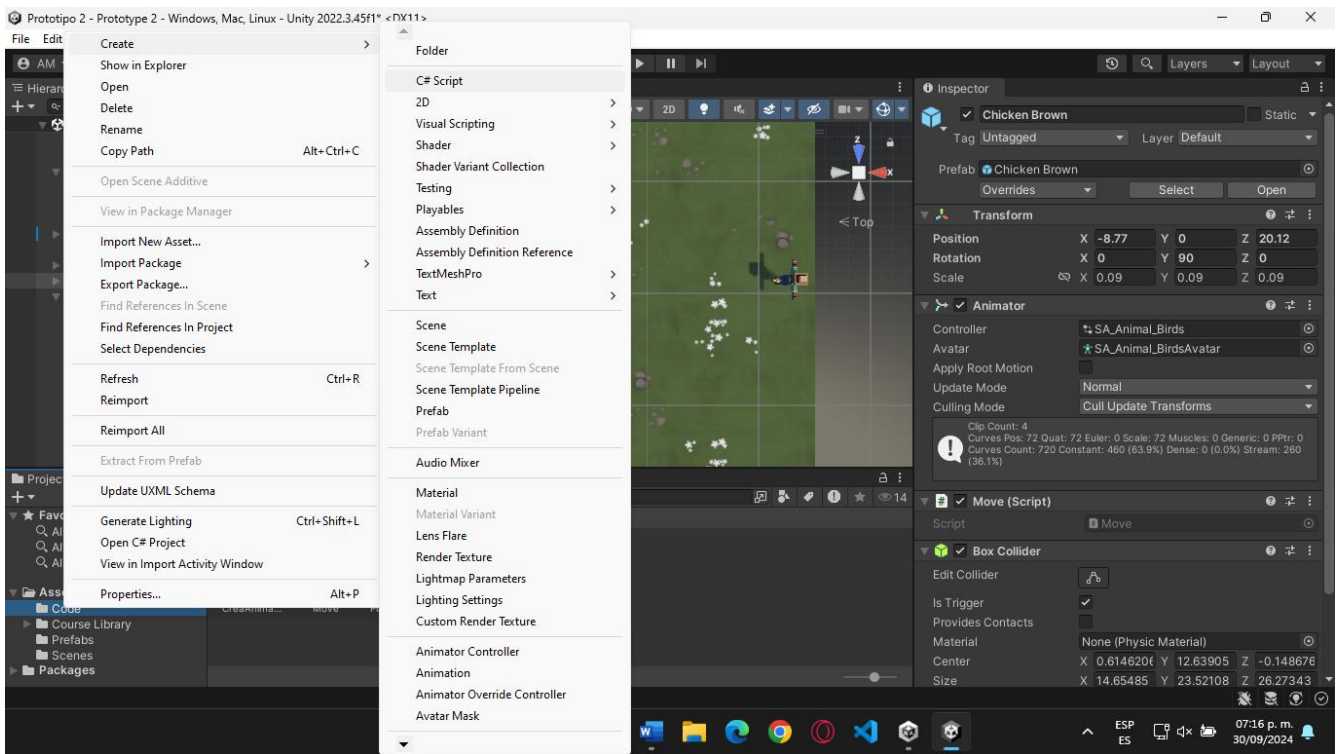 Prototipo 2 - Prototype 2 - Windows, Mac, Linux - Unity 2022.3.45f1* <DX11>
File Edit
AM
Layers Layout
Hierar
Create
Show in Explorer
Open
Delete
Rename
Copy Path Alt+Ctrl+C
Open Scene Additive
View in Package Manager
Import New Asset...
Import Package
Export Package...
Find References In Scene
Find References In Project
Select Dependencies
Refresh Ctrl+R
Reimport
Reimport All
Extract From Prefab
Update UXML Schema
Generate Lighting Ctrl+Shift+L
Open C# Project
View in Import Activity Window
Properties... Alt+P
Folder
C# Script
2D
Visual Scripting
Shader
Shader Variant Collection
Testing
Playables
Assembly Definition
Assembly Definition Reference
TextMeshPro
Text
Scene
Scene Template
Scene Template From Scene
Scene Template Pipeline
Prefab
Prefab Variant
Audio Mixer
Material
Material Variant
Lens Flare
Render Texture
Lightmap Parameters
Lighting Settings
Custom Render Texture
Animator Controller
Animation
Animator Override Controller
Avatar Mask
2D
z
x
Top
14
Inspector
Chicken Brown Static
Tag Untagged Layer Default
Prefab Chicken Brown
Overrides Select Open
Transform
Position X -8.77 Y 0 Z 20.12
Rotation X 0 Y 90 Z 0
Scale X 0.09 Y 0.09 Z 0.09
Animator
Controller SA_Animal_Birds
Avatar SA_Animal_BirdsAvatar
Apply Root Motion
Update Mode Normal
Culling Mode Cull Update Transforms
Clip Count: 4
Curves Pos: 72 Quat: 72 Euler: 0 Scale: 72 Muscles: 0 Generic: 0 PPtr: 0
Curves Count: 720 Constant: 460 (63.9%) Dense: 0 (0.0%) Stream: 260
(36.1%)
Move (Script)
Script Move
Box Collider
Edit Collider
Is Trigger
Provides Contacts
Material None (Physic Material)
Center X 0.6146206 Y 12.63905 Z -0.148676
Size X 14.65485 Y 23.52108 Z 26.27343
Projec
Favo
Al
Al
Al
Ass
Code
Course Library
Prefabs
Scenes
Packages
CreaAnima... Move
ESP
ES
07:16 p. m.
30/09/2024